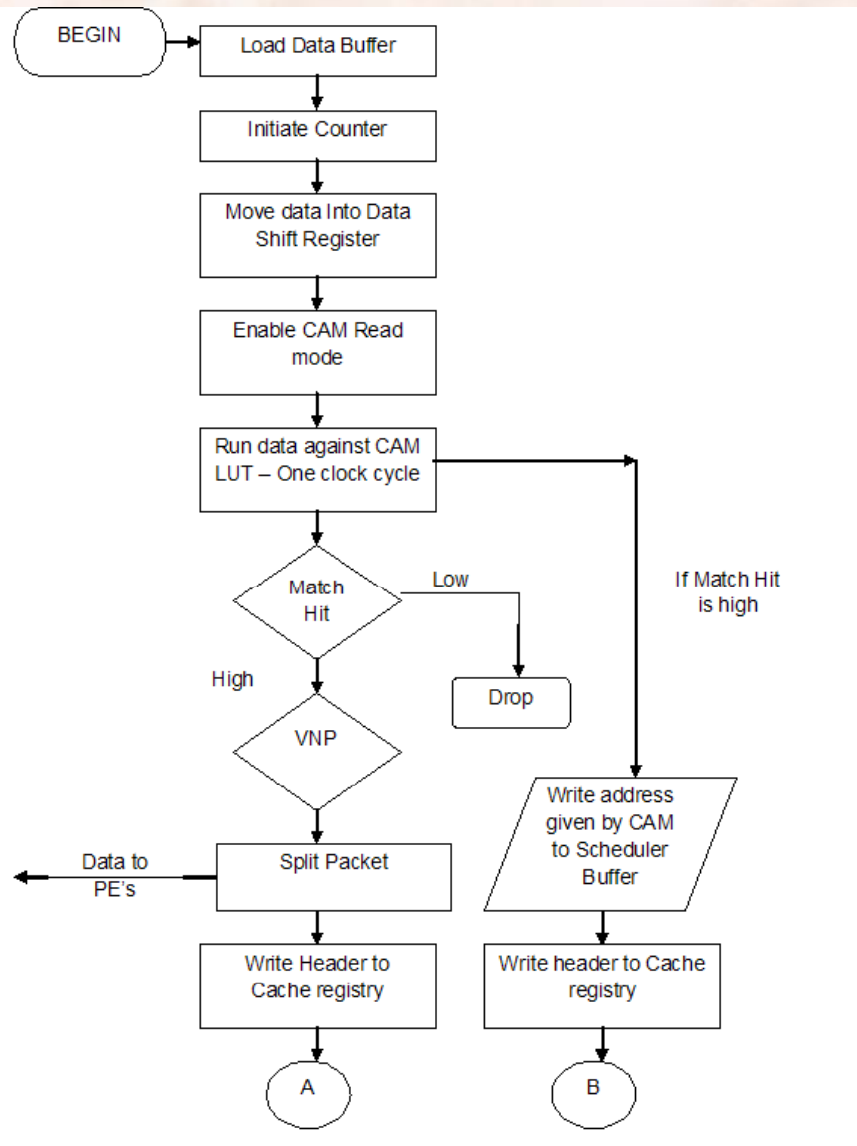 BEGIN
Load Data Buffer
Initiate Counter
Move data Into Data
Shift Register
Enable CAM Read
mode
Run data against CAM
LUT – One clock cycle
Match
Hit
Low
If Match Hit
is high
High
Drop
VNP
Write address
given by CAM
to Scheduler
Buffer
Data to
PE's
Split Packet
Write Header to
Cache registry
Write header to Cache
registry
A
B